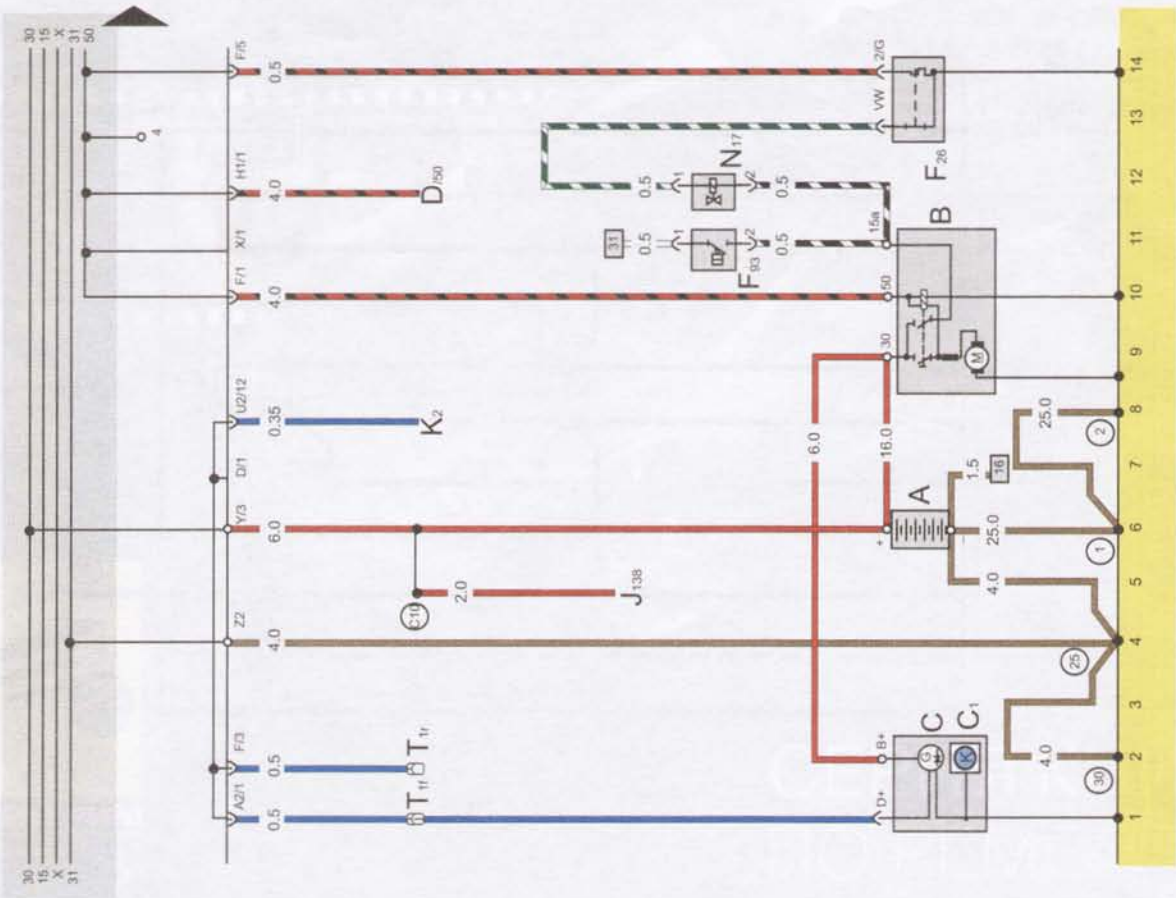 30 30
15 15
X X
31 31
50
4
A2/1 F/3 Z2 Y/3 D/1 U2/12 F/1 X/1 H1/1 F/5
0.5 0.5 4.0 6.0 0.35 4.0 4.0 0.5
T1f T1r C10 K2 D/50
2.0
J138
31
0.5 0.5
1 1
F93 N17
2 2
0.5 0.5
6.0
16.0
D+ B+ + 30 50 15a VW 2/G
G C A M B F26
K C1
4.0 4.0 25.0 1.5 25.0
16
30 25 1 2
1 2 3 4 5 6 7 8 9 10 11 12 13 14